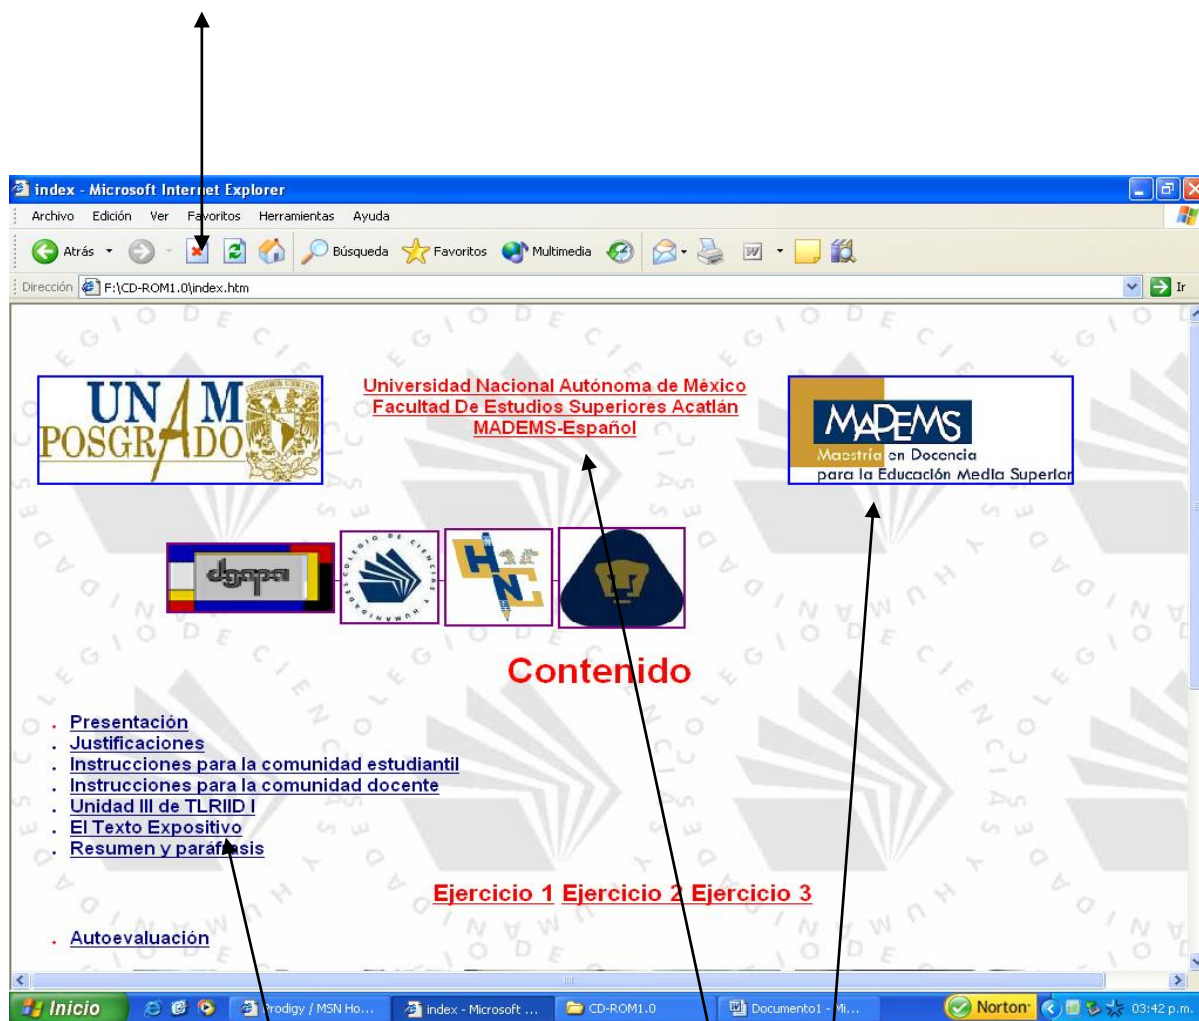 index - Microsoft Internet Explorer
Archivo Edición Ver Favoritos Herramientas Ayuda
Atrás Búsqueda Favoritos Multimedia
Dirección F:\CD-ROM1.0\index.htm Ir
UNAM
POSGRADO
Universidad Nacional Autónoma de México
Facultad De Estudios Superiores Acatlán
MADEMS-Español
MADEMS
Maestría en Docencia
para la Educación Media Superior
dgapa
COLEGIO DE CIENCIAS Y HUMANIDADES
Contenido
. Presentación
. Justificaciones
. Instrucciones para la comunidad estudiantil
. Instrucciones para la comunidad docente
. Unidad III de TLRIID I
. El Texto Expositivo
. Resumen y paráfrasis
Ejercicio 1 Ejercicio 2 Ejercicio 3
. Autoevaluación
Inicio Prodigy / MSN Ho... index - Microsoft ... CD-ROM1.0 Documento1 - Mi... Norton 03:42 p.m.